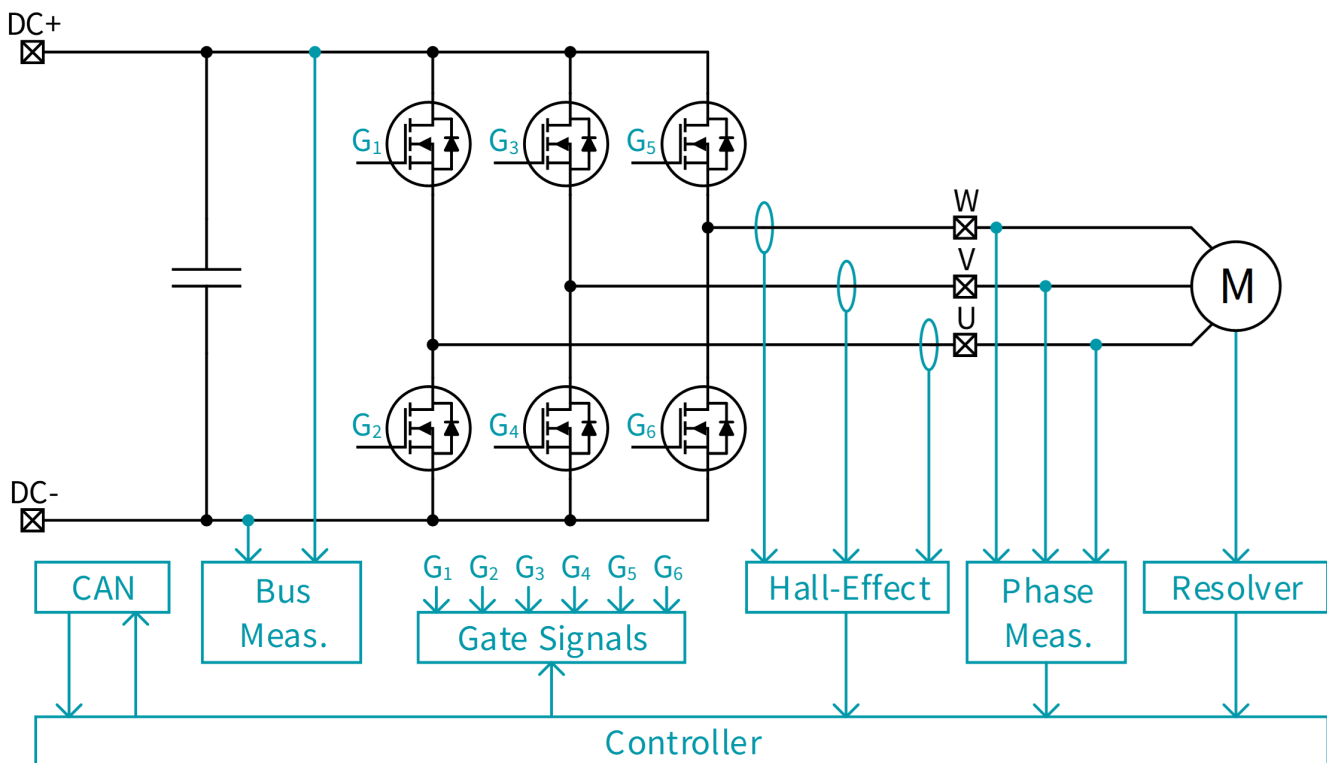 DC+
G₁
G₃
G₅
W
V
M
U
G₂
G₄
G₆
DC-
G₁ G₂ G₃ G₄ G₅ G₆
CAN
Bus
Meas.
Gate Signals
Hall-Effect
Phase
Meas.
Resolver
Controller